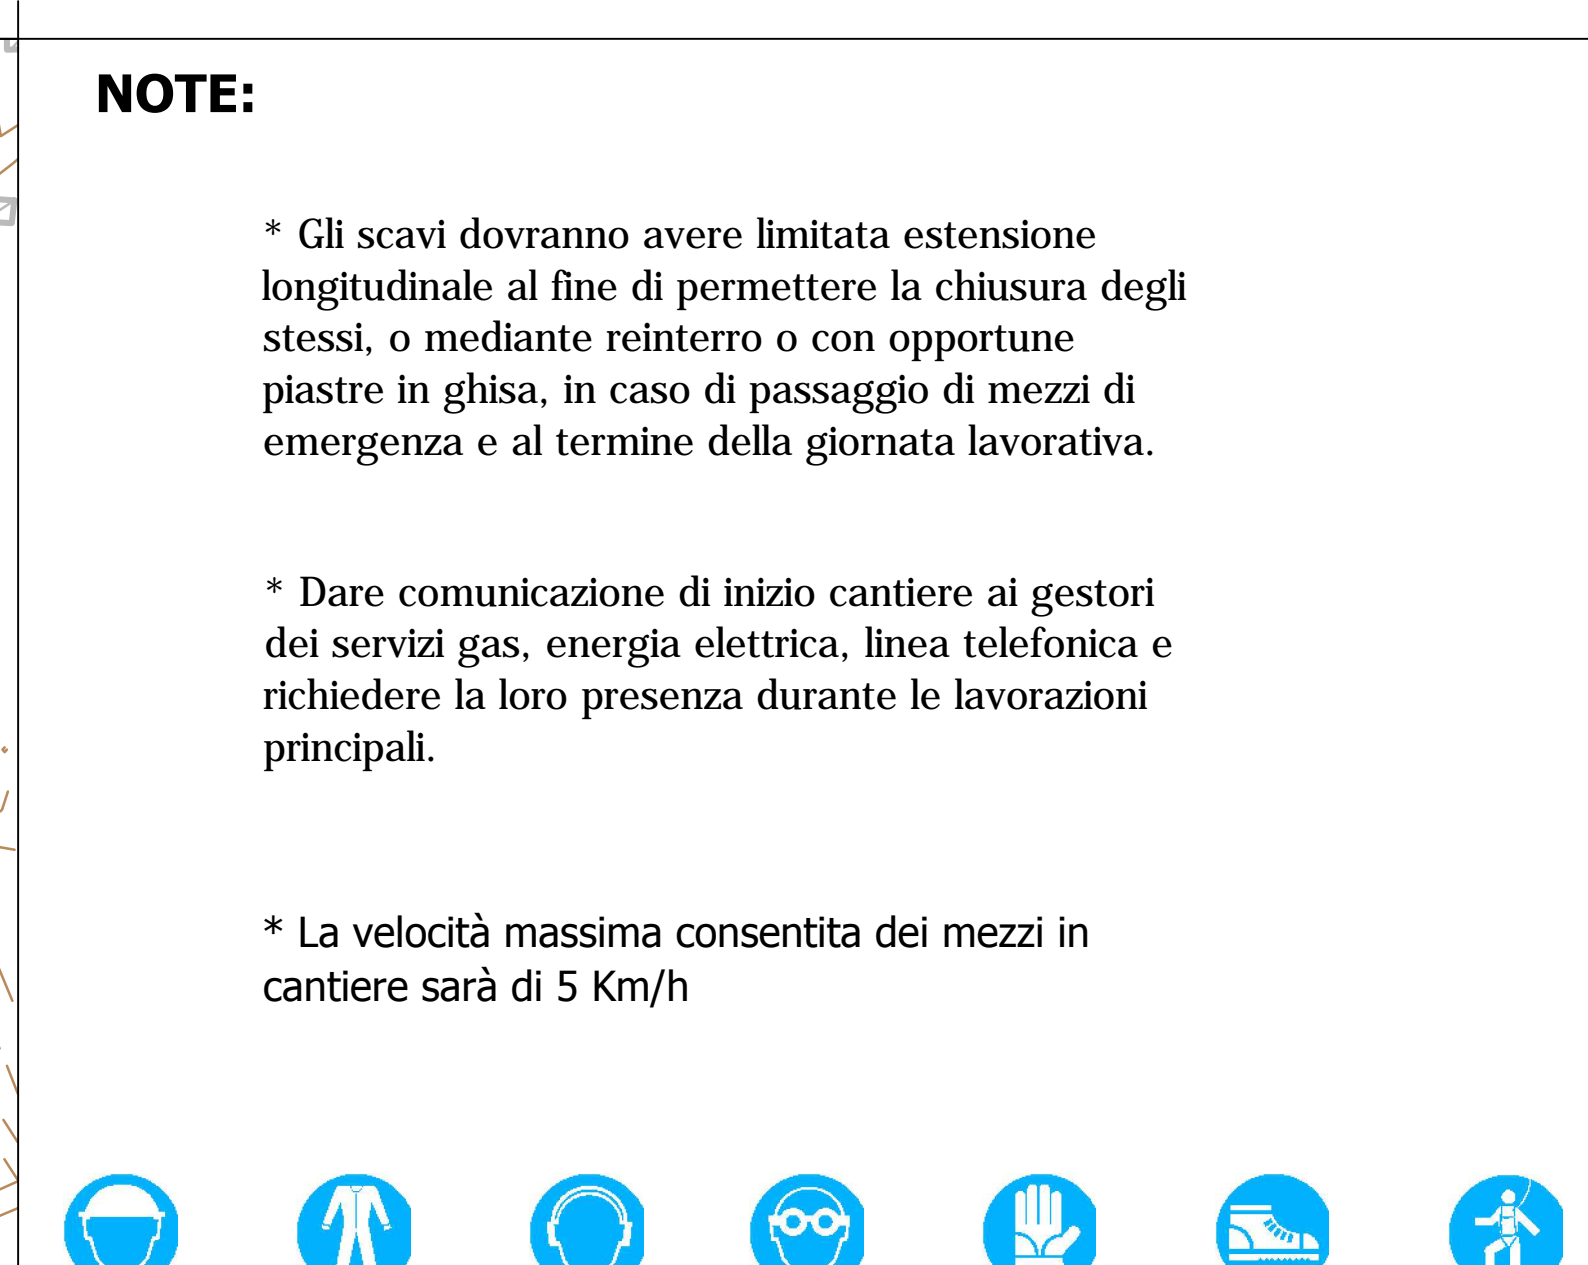 NOTE:
* Gli scavi dovranno avere limitata estensione
longitudinale al fine di permettere la chiusura degli
stessi, o mediante reinterro o con opportune
piastre in ghisa, in caso di passaggio di mezzi di
emergenza e al termine della giornata lavorativa.
* Dare comunicazione di inizio cantiere ai gestori
dei servizi gas, energia elettrica, linea telefonica e
richiedere la loro presenza durante le lavorazioni
principali.
* La velocità massima consentita dei mezzi in
cantiere sarà di 5 Km/h